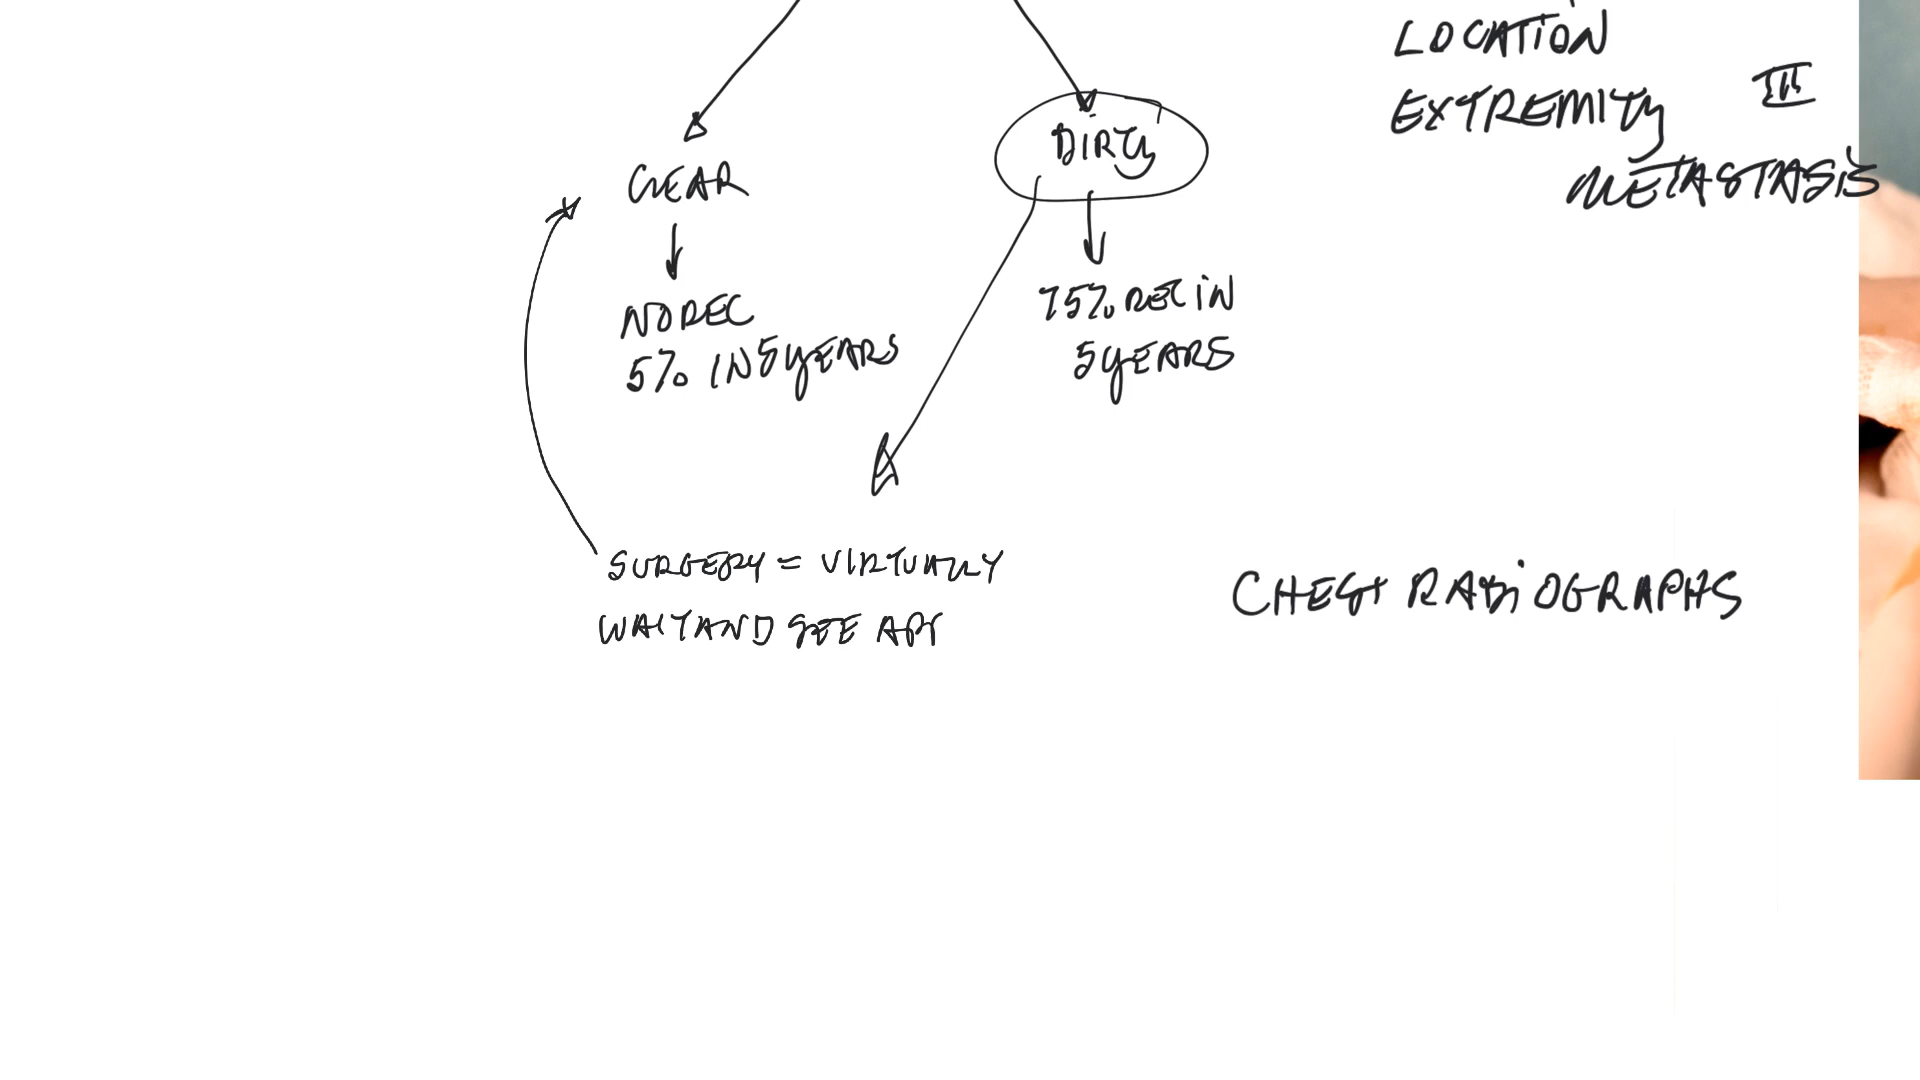 LOCATION
EXTREMITY III
METASTASIS
CLEAR
NO REC
5% IN 5 YEARS
DIRTY
75% REC IN
5 YEARS
SURGERY = VIRTUALLY
WAIT AND SEE APP
CHEST RADIOGRAPHS